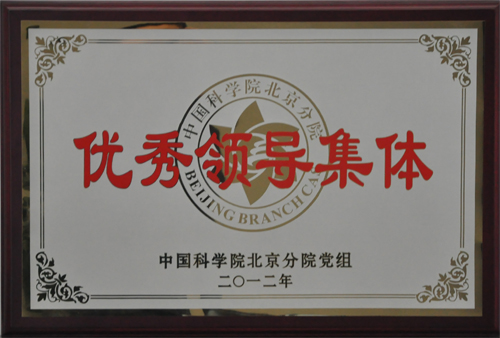 中国科学院北京分院
优秀领导集体
BEIJING BRANCH CAS
中国科学院北京分院党组
二〇一二年